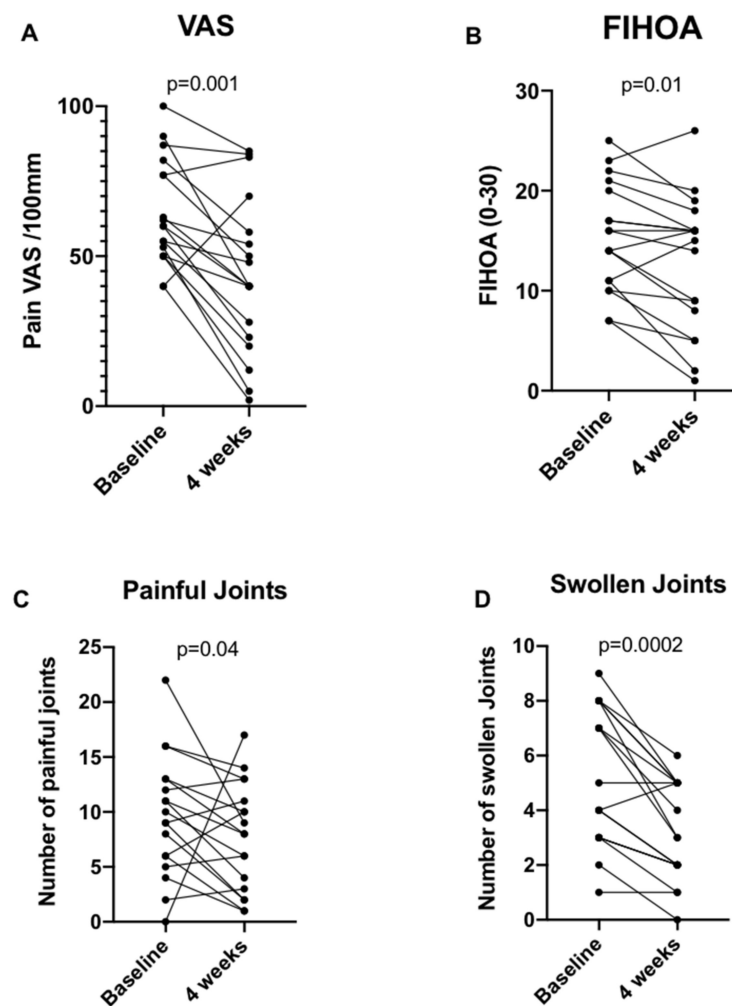 A
VAS
p=0.001
Pain VAS /100mm
100
50
0
Baseline
4 weeks
B
FIHOA
p=0.01
FIHOA (0-30)
30
20
10
0
Baseline
4 weeks
C
Painful Joints
p=0.04
Number of painful joints
25
20
15
10
5
0
Baseline
4 weeks
D
Swollen Joints
p=0.0002
Number of swollen Joints
10
8
6
4
2
0
Baseline
4 weeks